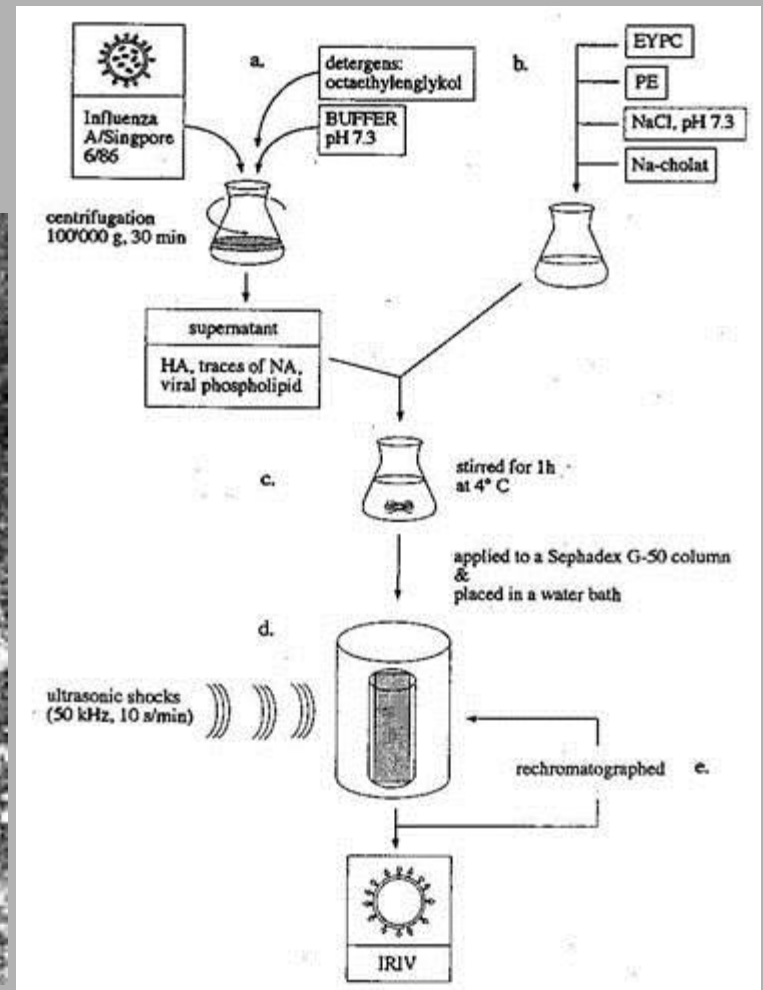 a.
detergens:
octaethylenglykol
BUFFER
pH 7.3
Influenza
A/Singpore
6/86
centrifugation
100'000 g, 30 min
supernatant
HA, traces of NA,
viral phospholipid
b.
EYPC
PE
NaCl, pH 7.3
Na-cholat
c.
stirred for 1h
at 4° C
applied to a Sephadex G-50 column
&
placed in a water bath
d.
ultrasonic shocks
(50 kHz, 10 s/min)
rechromatographed e.
IRIV